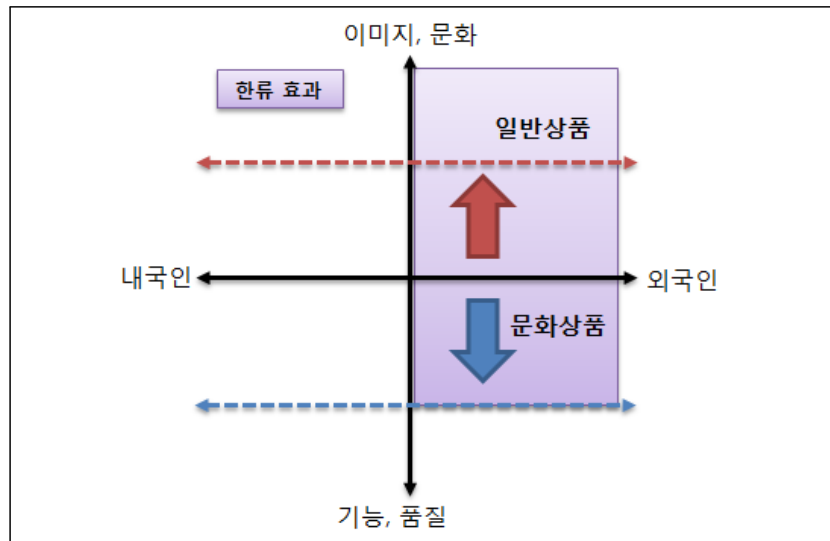 이미지, 문화
한류 효과
일반상품
내국인
외국인
문화상품
기능, 품질